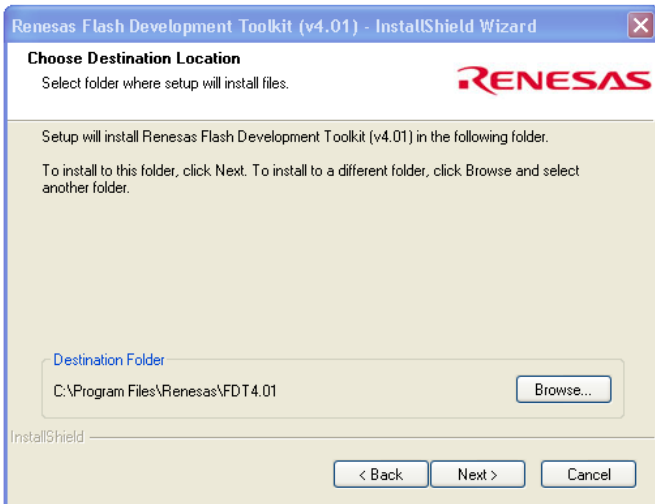 Renesas Flash Development Toolkit (v4.01) - InstallShield Wizard
Choose Destination Location
Select folder where setup will install files.
RENESAS
Setup will install Renesas Flash Development Toolkit (v4.01) in the following folder.
To install to this folder, click Next. To install to a different folder, click Browse and select
another folder.
Destination Folder
C:\Program Files\Renesas\FDT4.01
Browse...
InstallShield
< Back
Next >
Cancel